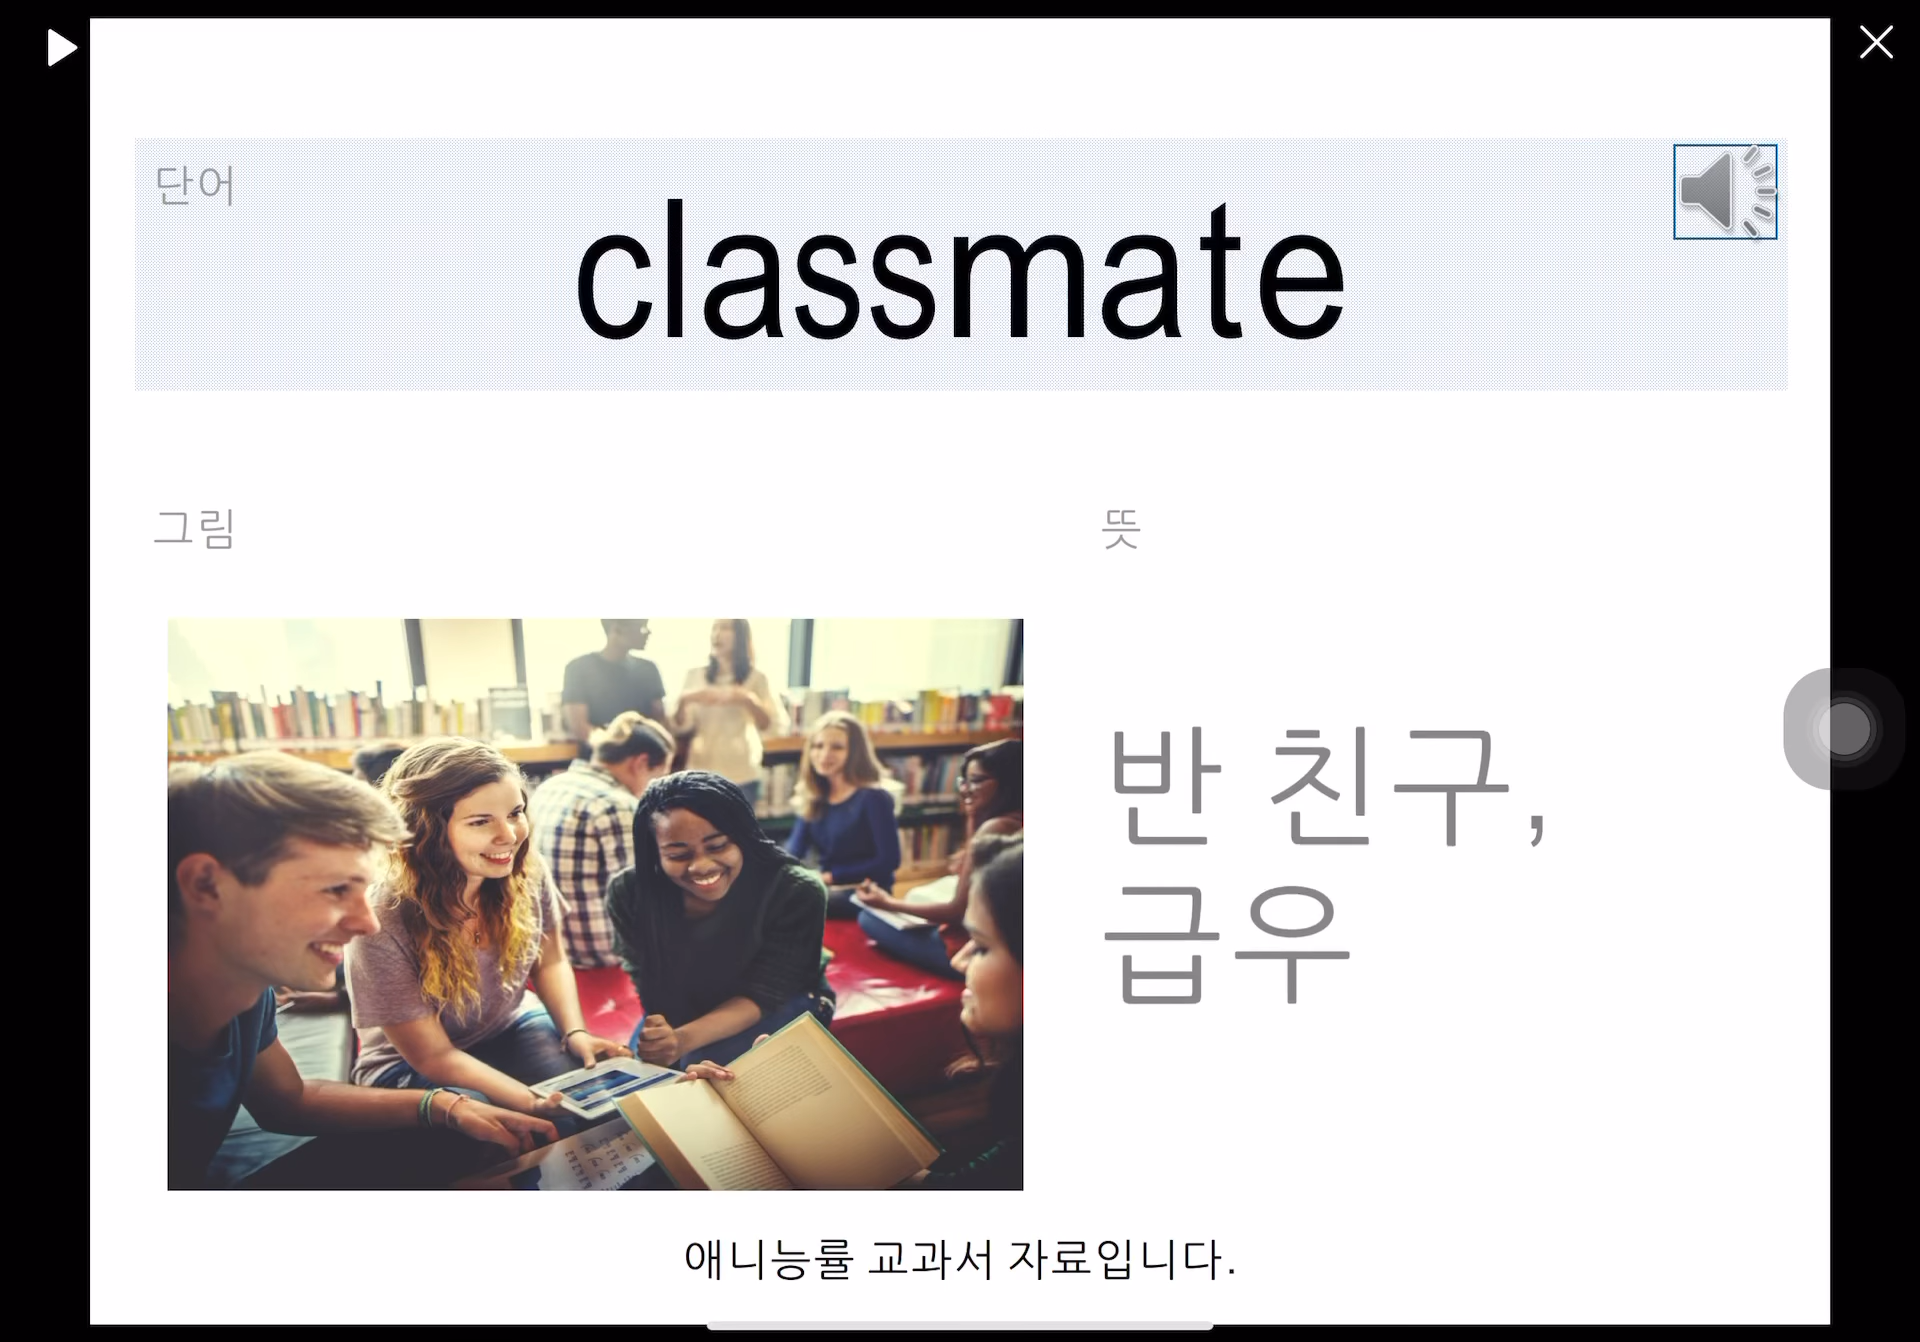 단어
classmate
그림
뜻
반 친구,
급우
애니능률 교과서 자료입니다.